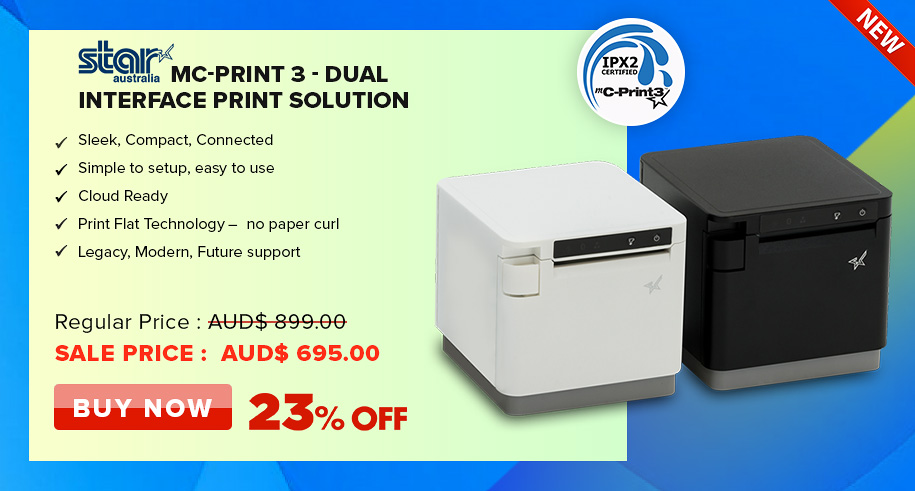 NEW
star
australia
MC-PRINT 3 - DUAL
INTERFACE PRINT SOLUTION
IPX2
CERTIFIED
mC-Print3
✓ Sleek, Compact, Connected
✓ Simple to setup, easy to use
✓ Cloud Ready
✓ Print Flat Technology – no paper curl
✓ Legacy, Modern, Future support
Regular Price : AUD$ 899.00
SALE PRICE : AUD$ 695.00
BUY NOW
23% OFF